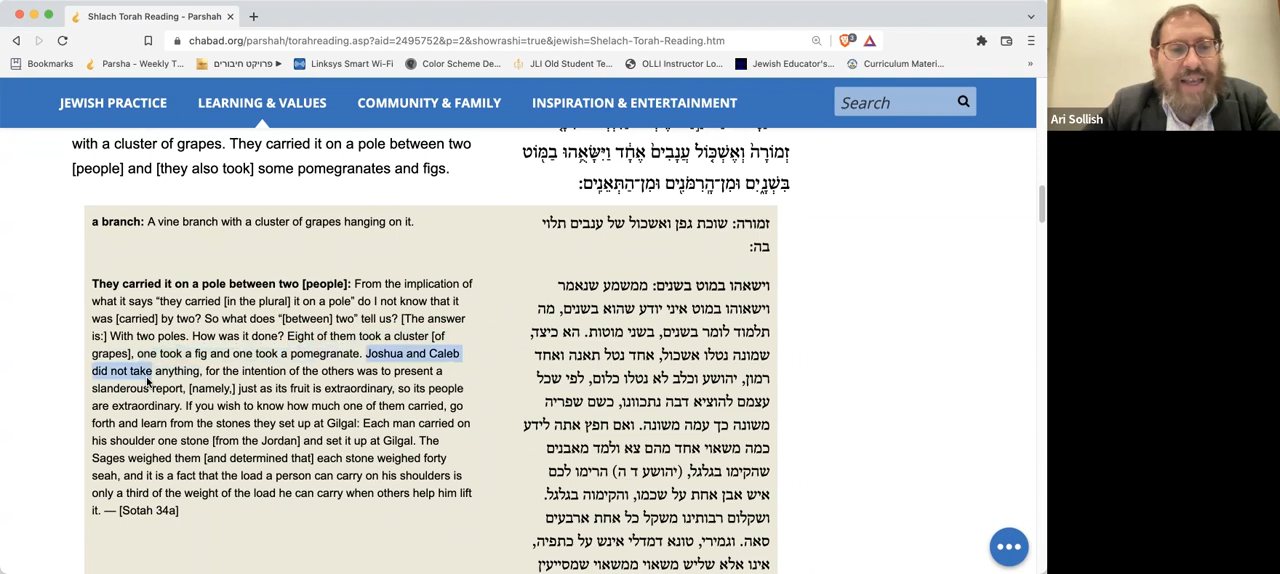 Shlach Torah Reading - Parshah
chabad.org/parshah/torahreading.asp?aid=2495752&p=2&showrashi=true&jewish=Shelach-Torah-Reading.htm
Bookmarks Parsha - Weekly T... פרוייקט חיבורים Linksys Smart Wi-Fi Color Scheme De... JLI Old Student Te... OLLI Instructor Lo... Jewish Educator's... Curriculum Materi... »
JEWISH PRACTICE LEARNING & VALUES COMMUNITY & FAMILY INSPIRATION & ENTERTAINMENT Search
Ari Sollish
with a cluster of grapes. They carried it on a pole between two
[people] and [they also took] some pomegranates and figs.
זְמוֹרָה֙ וְאֶשְׁכּ֤וֹל עֲנָבִים֙ אֶחָ֔ד וַיִּשָּׂאֻ֥הוּ בַמּ֖וֹט
בִּשְׁנָ֑יִם וּמִן־הָֽרִמֹּנִ֖ים וּמִן־הַתְּאֵנִֽים:
a branch: A vine branch with a cluster of grapes hanging on it.
זמורה: שוכת גפן ואשכול של ענבים תלוי
בה:
They carried it on a pole between two [people]: From the implication of
what it says “they carried [in the plural] it on a pole” do I not know that it
was [carried] by two? So what does “[between] two” tell us? [The answer
is:] With two poles. How was it done? Eight of them took a cluster [of
grapes], one took a fig and one took a pomegranate. Joshua and Caleb
did not take anything, for the intention of the others was to present a
slanderous report, [namely,] just as its fruit is extraordinary, so its people
are extraordinary. If you wish to know how much one of them carried, go
forth and learn from the stones they set up at Gilgal: Each man carried on
his shoulder one stone [from the Jordan] and set it up at Gilgal. The
Sages weighed them [and determined that] each stone weighed forty
seah, and it is a fact that the load a person can carry on his shoulders is
only a third of the weight of the load he can carry when others help him lift
it. — [Sotah 34a]
וישאהו במוט בשנים: ממשמע שנאמר
וישאוהו במוט איני יודע שהוא בשנים, מה
תלמוד לומר בשנים, בשני מוטות. הא כיצד,
שמונה נטלו אשכול, אחד נטל תאנה ואחד
רמון, יהושע וכלב לא נטלו כלום, לפי שכל
עצמם להוציא דבה נתכוונו, כשם שפריה
משונה כך עמה משונה. ואם חפץ אתה לידע
כמה משאוי אחד מהם צא ולמד מאבנים
שהקימו בגלגל, (יהושע ד ה) הרימו לכם
איש אבן אחת על שכמו, והקימוה בגלגל.
ושקלום רבותינו משקל כל אחת ארבעים
סאה. וגמירי, טונא דמדלי אינש על כתפיה,
אינו אלא שליש משאוי ממשאוי שמסייעין